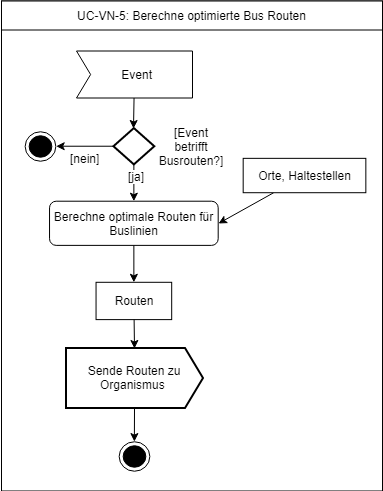 UC-VN-5: Berechne optimierte Bus Routen
Event
[Event
betrifft
Busrouten?]
[nein]
[ja]
Orte, Haltestellen
Berechne optimale Routen für
Buslinien
Routen
Sende Routen zu
Organismus